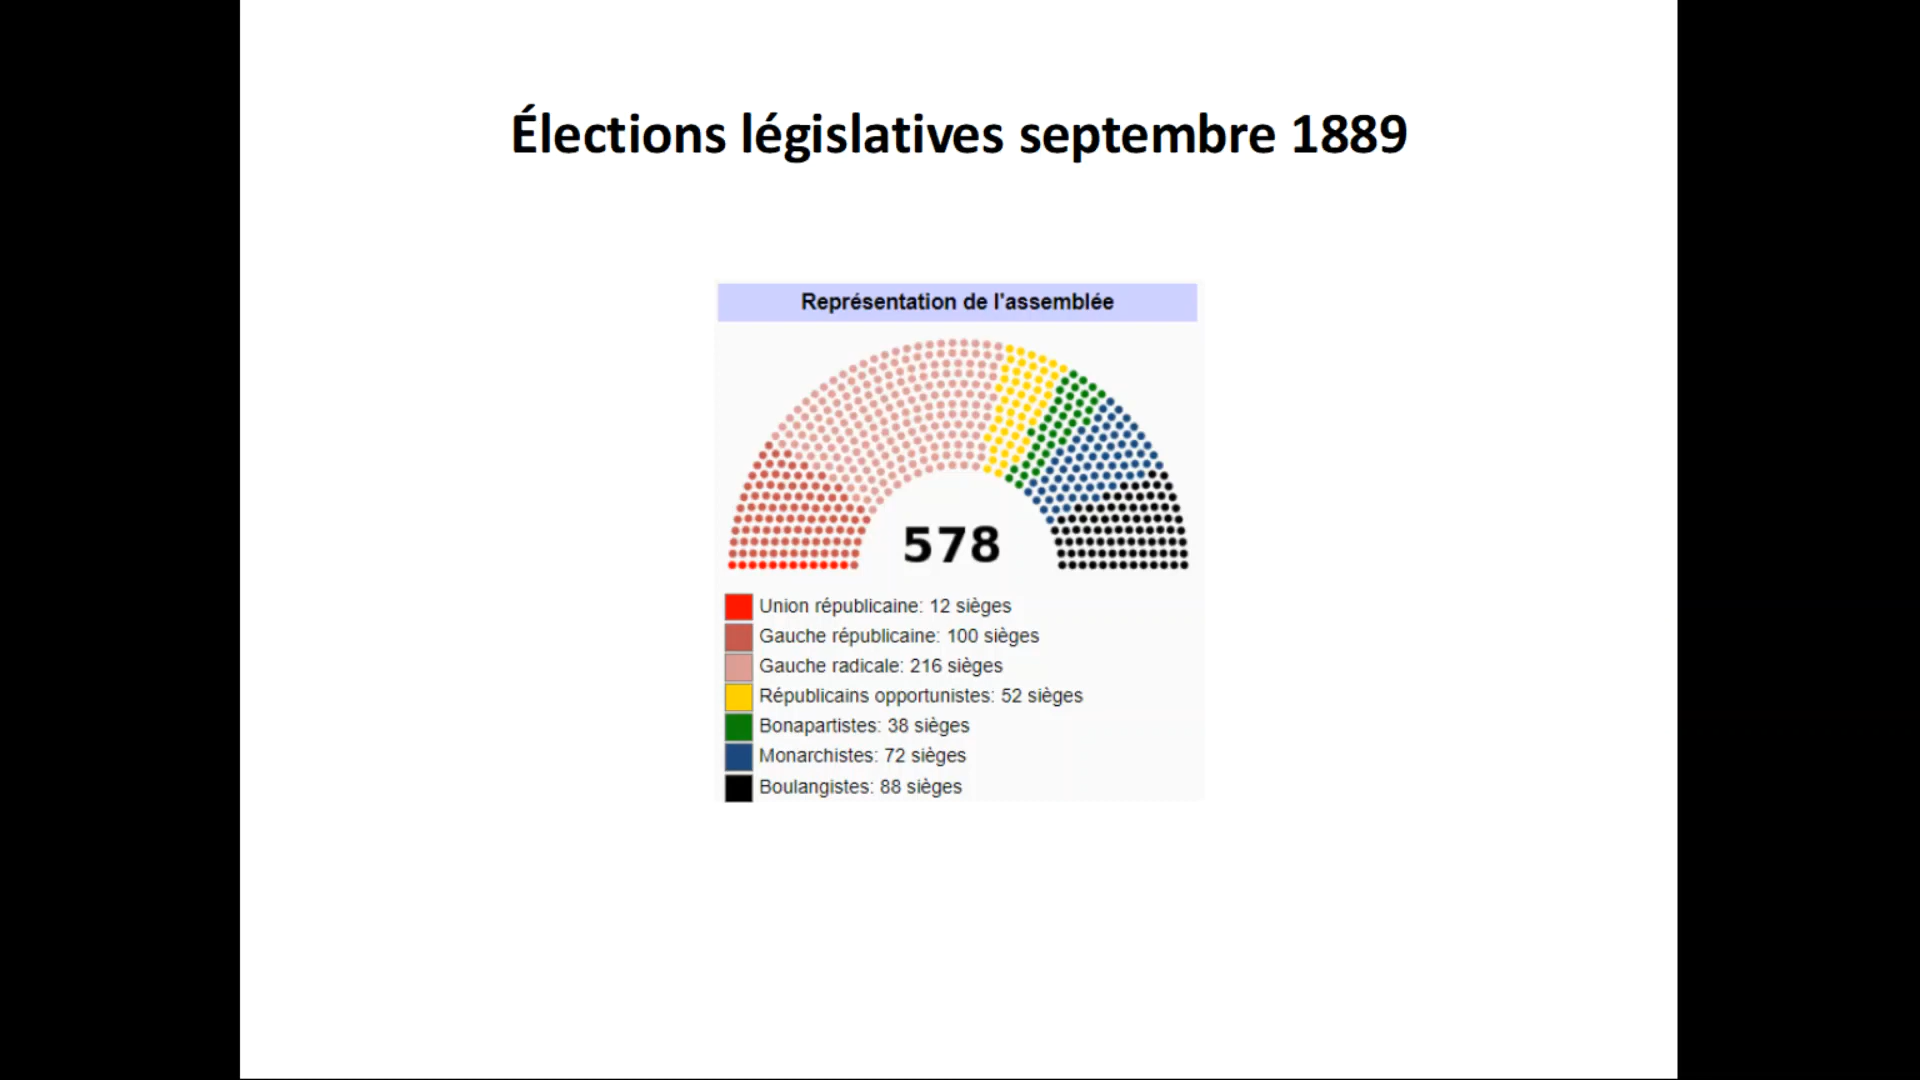 Élections législatives septembre 1889
Représentation de l'assemblée
578
Union républicaine: 12 sièges
Gauche républicaine: 100 sièges
Gauche radicale: 216 sièges
Républicains opportunistes: 52 sièges
Bonapartistes: 38 sièges
Monarchistes: 72 sièges
Boulangistes: 88 sièges